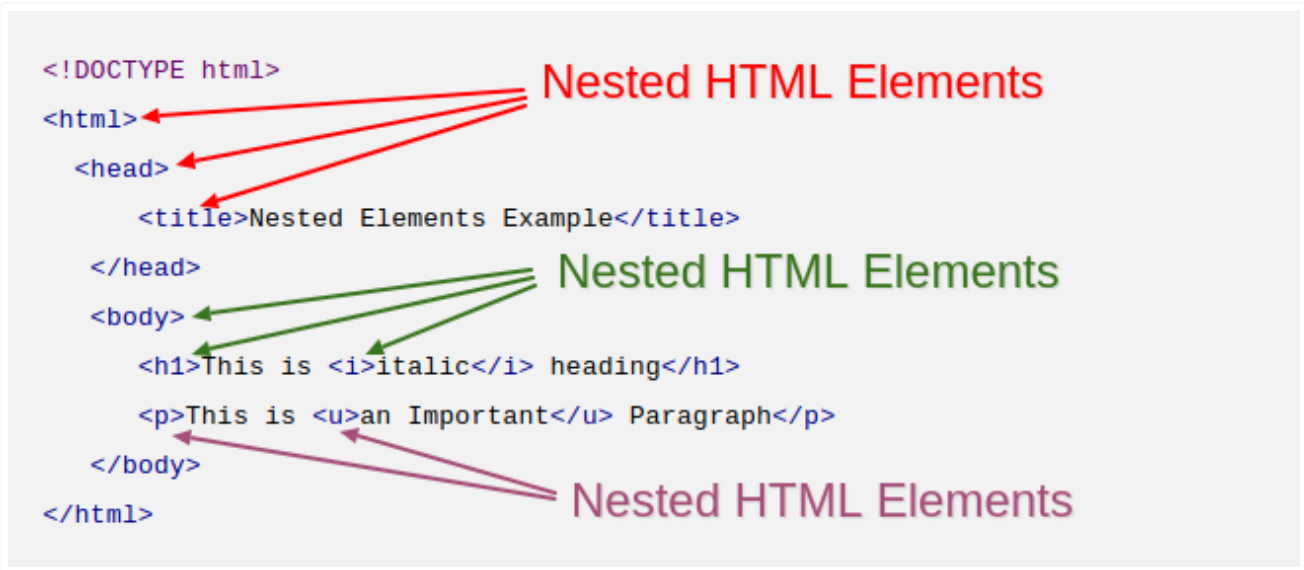 <!DOCTYPE html>
Nested HTML Elements
<html>
<head>
<title>Nested Elements Example</title>
</head>
Nested HTML Elements
<body>
<h1>This is <i>italic</i> heading</h1>
<p>This is <u>an Important</u> Paragraph</p>
</body>
Nested HTML Elements
</html>